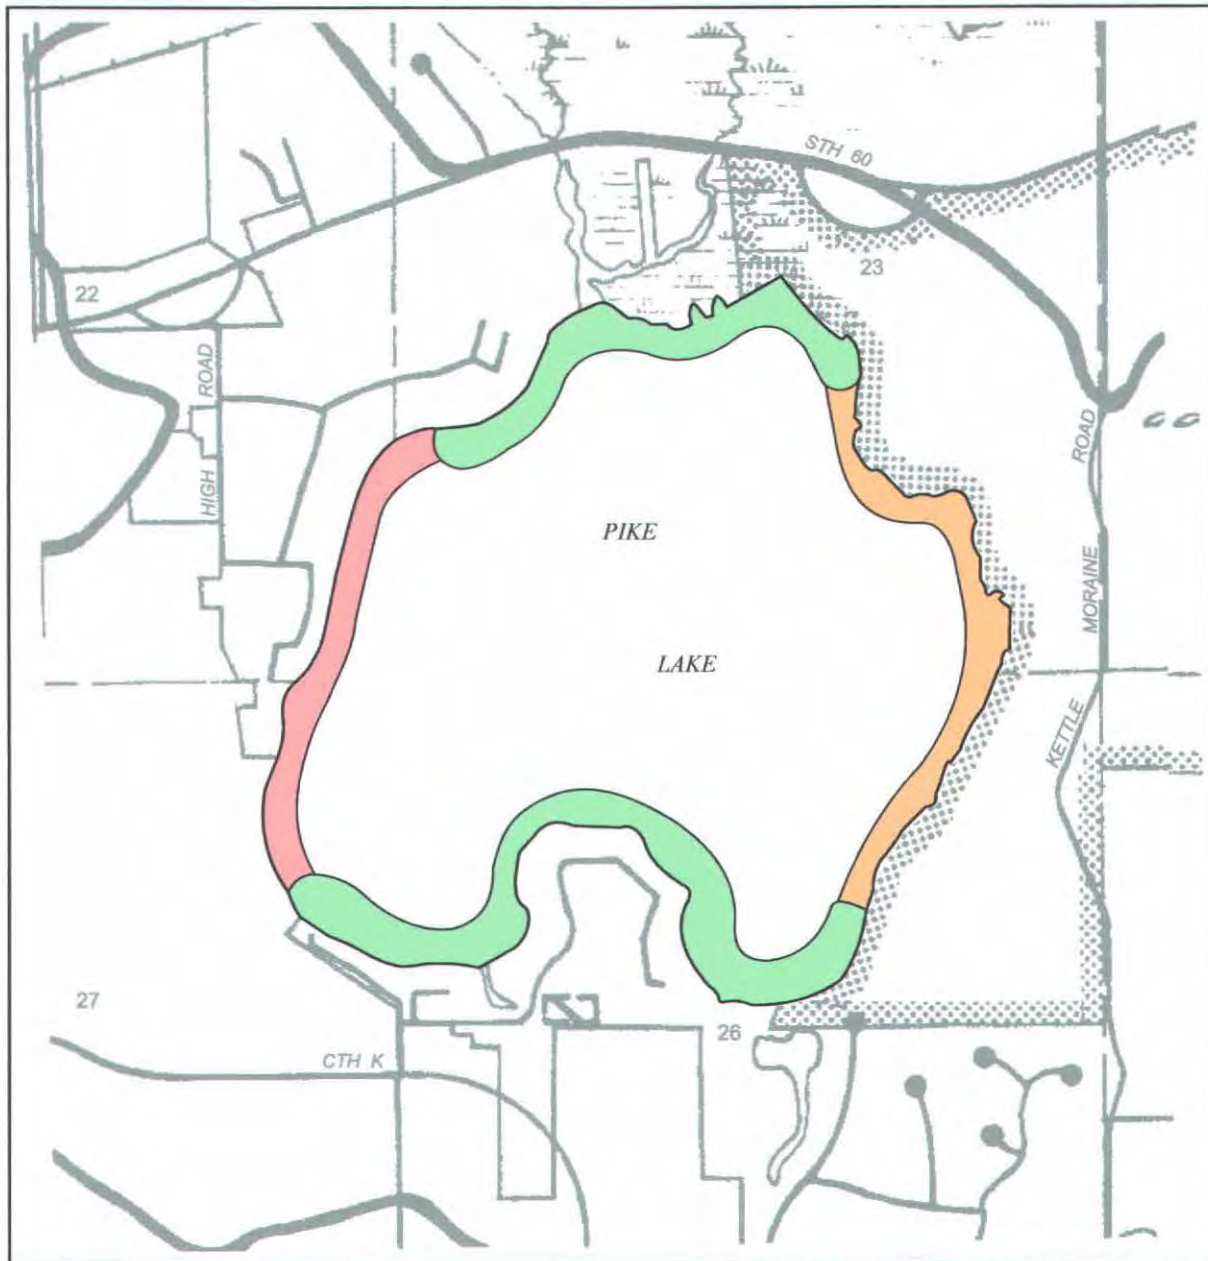 STH 60
23
22
ROAD
HIGH
ROAD
PIKE
MORAINE
LAKE
KETTLE
27
26
CTH K